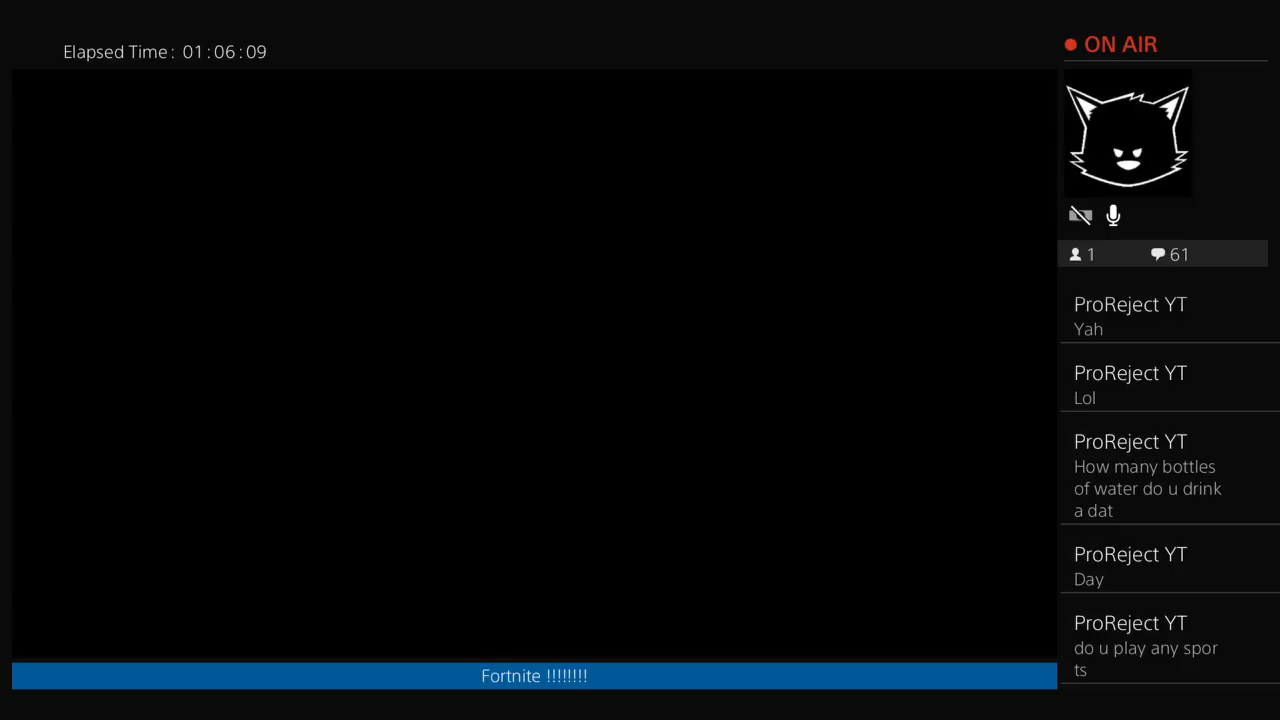 Elapsed Time: 01:06:09
ON AIR
1 61
ProReject YT
Yah
ProReject YT
Lol
ProReject YT
How many bottles
of water do u drink
a dat
ProReject YT
Day
ProReject YT
do u play any spor
ts
Fortnite !!!!!!!!